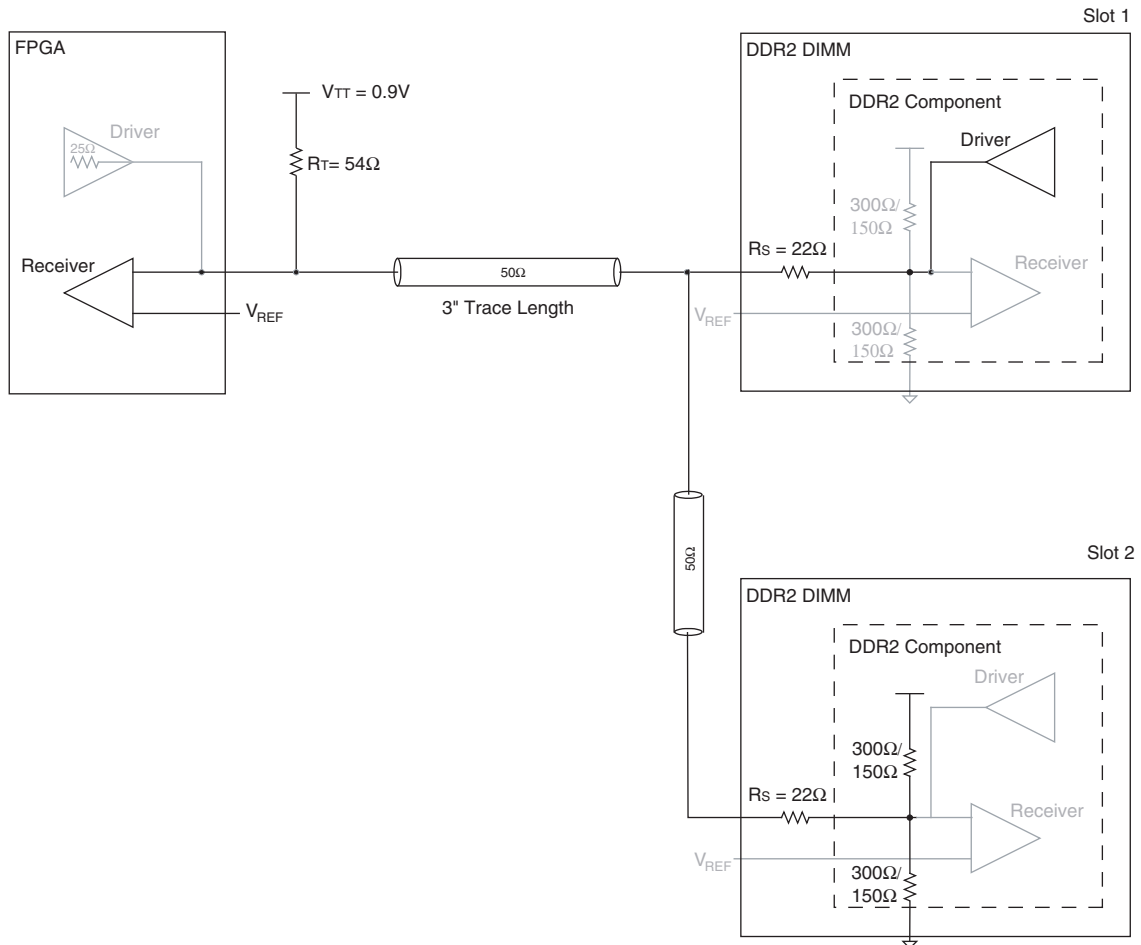 Slot 1
FPGA
DDR2 DIMM
VTT = 0.9V
DDR2 Component
Driver
25Ω
Driver
RT= 54Ω
300Ω/
150Ω
Receiver
RS = 22Ω
Receiver
50Ω
VREF
3" Trace Length
VREF
300Ω/
150Ω
50Ω
Slot 2
DDR2 DIMM
DDR2 Component
Driver
300Ω/
150Ω
RS = 22Ω
Receiver
VREF
300Ω/
150Ω